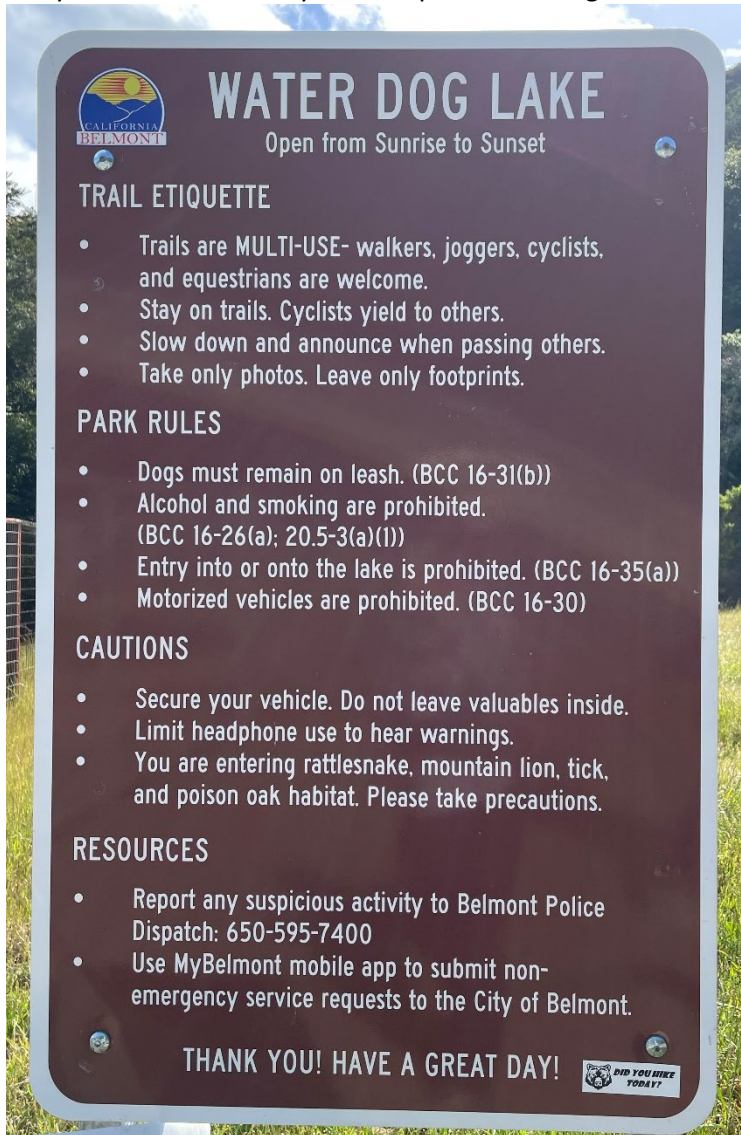 WATER DOG LAKE
CALIFORNIA
BELMONT
Open from Sunrise to Sunset
TRAIL ETIQUETTE
• Trails are MULTI-USE- walkers, joggers, cyclists,
and equestrians are welcome.
• Stay on trails. Cyclists yield to others.
• Slow down and announce when passing others.
• Take only photos. Leave only footprints.
PARK RULES
• Dogs must remain on leash. (BCC 16-31(b))
• Alcohol and smoking are prohibited.
(BCC 16-26(a); 20.5-3(a)(1))
• Entry into or onto the lake is prohibited. (BCC 16-35(a))
• Motorized vehicles are prohibited. (BCC 16-30)
CAUTIONS
• Secure your vehicle. Do not leave valuables inside.
• Limit headphone use to hear warnings.
• You are entering rattlesnake, mountain lion, tick,
and poison oak habitat. Please take precautions.
RESOURCES
• Report any suspicious activity to Belmont Police
Dispatch: 650-595-7400
• Use MyBelmont mobile app to submit non-
emergency service requests to the City of Belmont.
THANK YOU! HAVE A GREAT DAY!
DID YOU HIKE
TODAY?